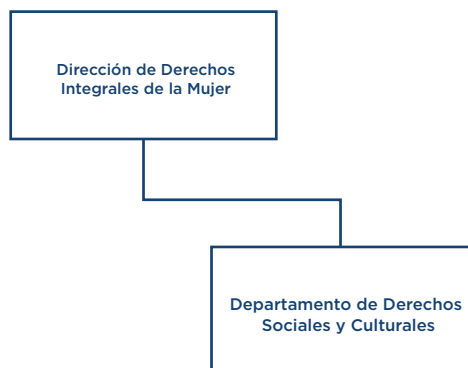 Dirección de Derechos
Integrales de la Mujer
Departamento de Derechos
Sociales y Culturales